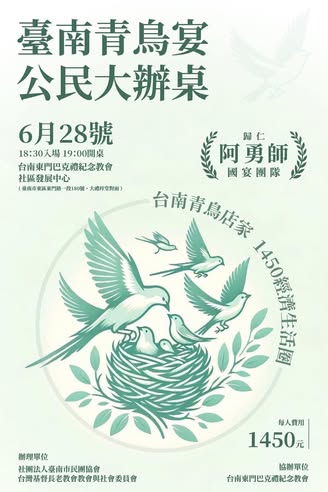 臺南青鳥宴
公民大辦桌
6月28號
18:30入場 19:00開桌
台南東門巴克禮紀念教會
社區發展中心
(臺南市東區東門路一段180號,大禮拜堂對面)
歸仁
阿勇師
國宴團隊
台南青鳥店家 1450經濟生活圈
每人費用
1450元
辦理單位
社團法人臺南市民團協會
台灣基督長老教會教會與社會委員會
協辦單位
台南東門巴克禮紀念教會